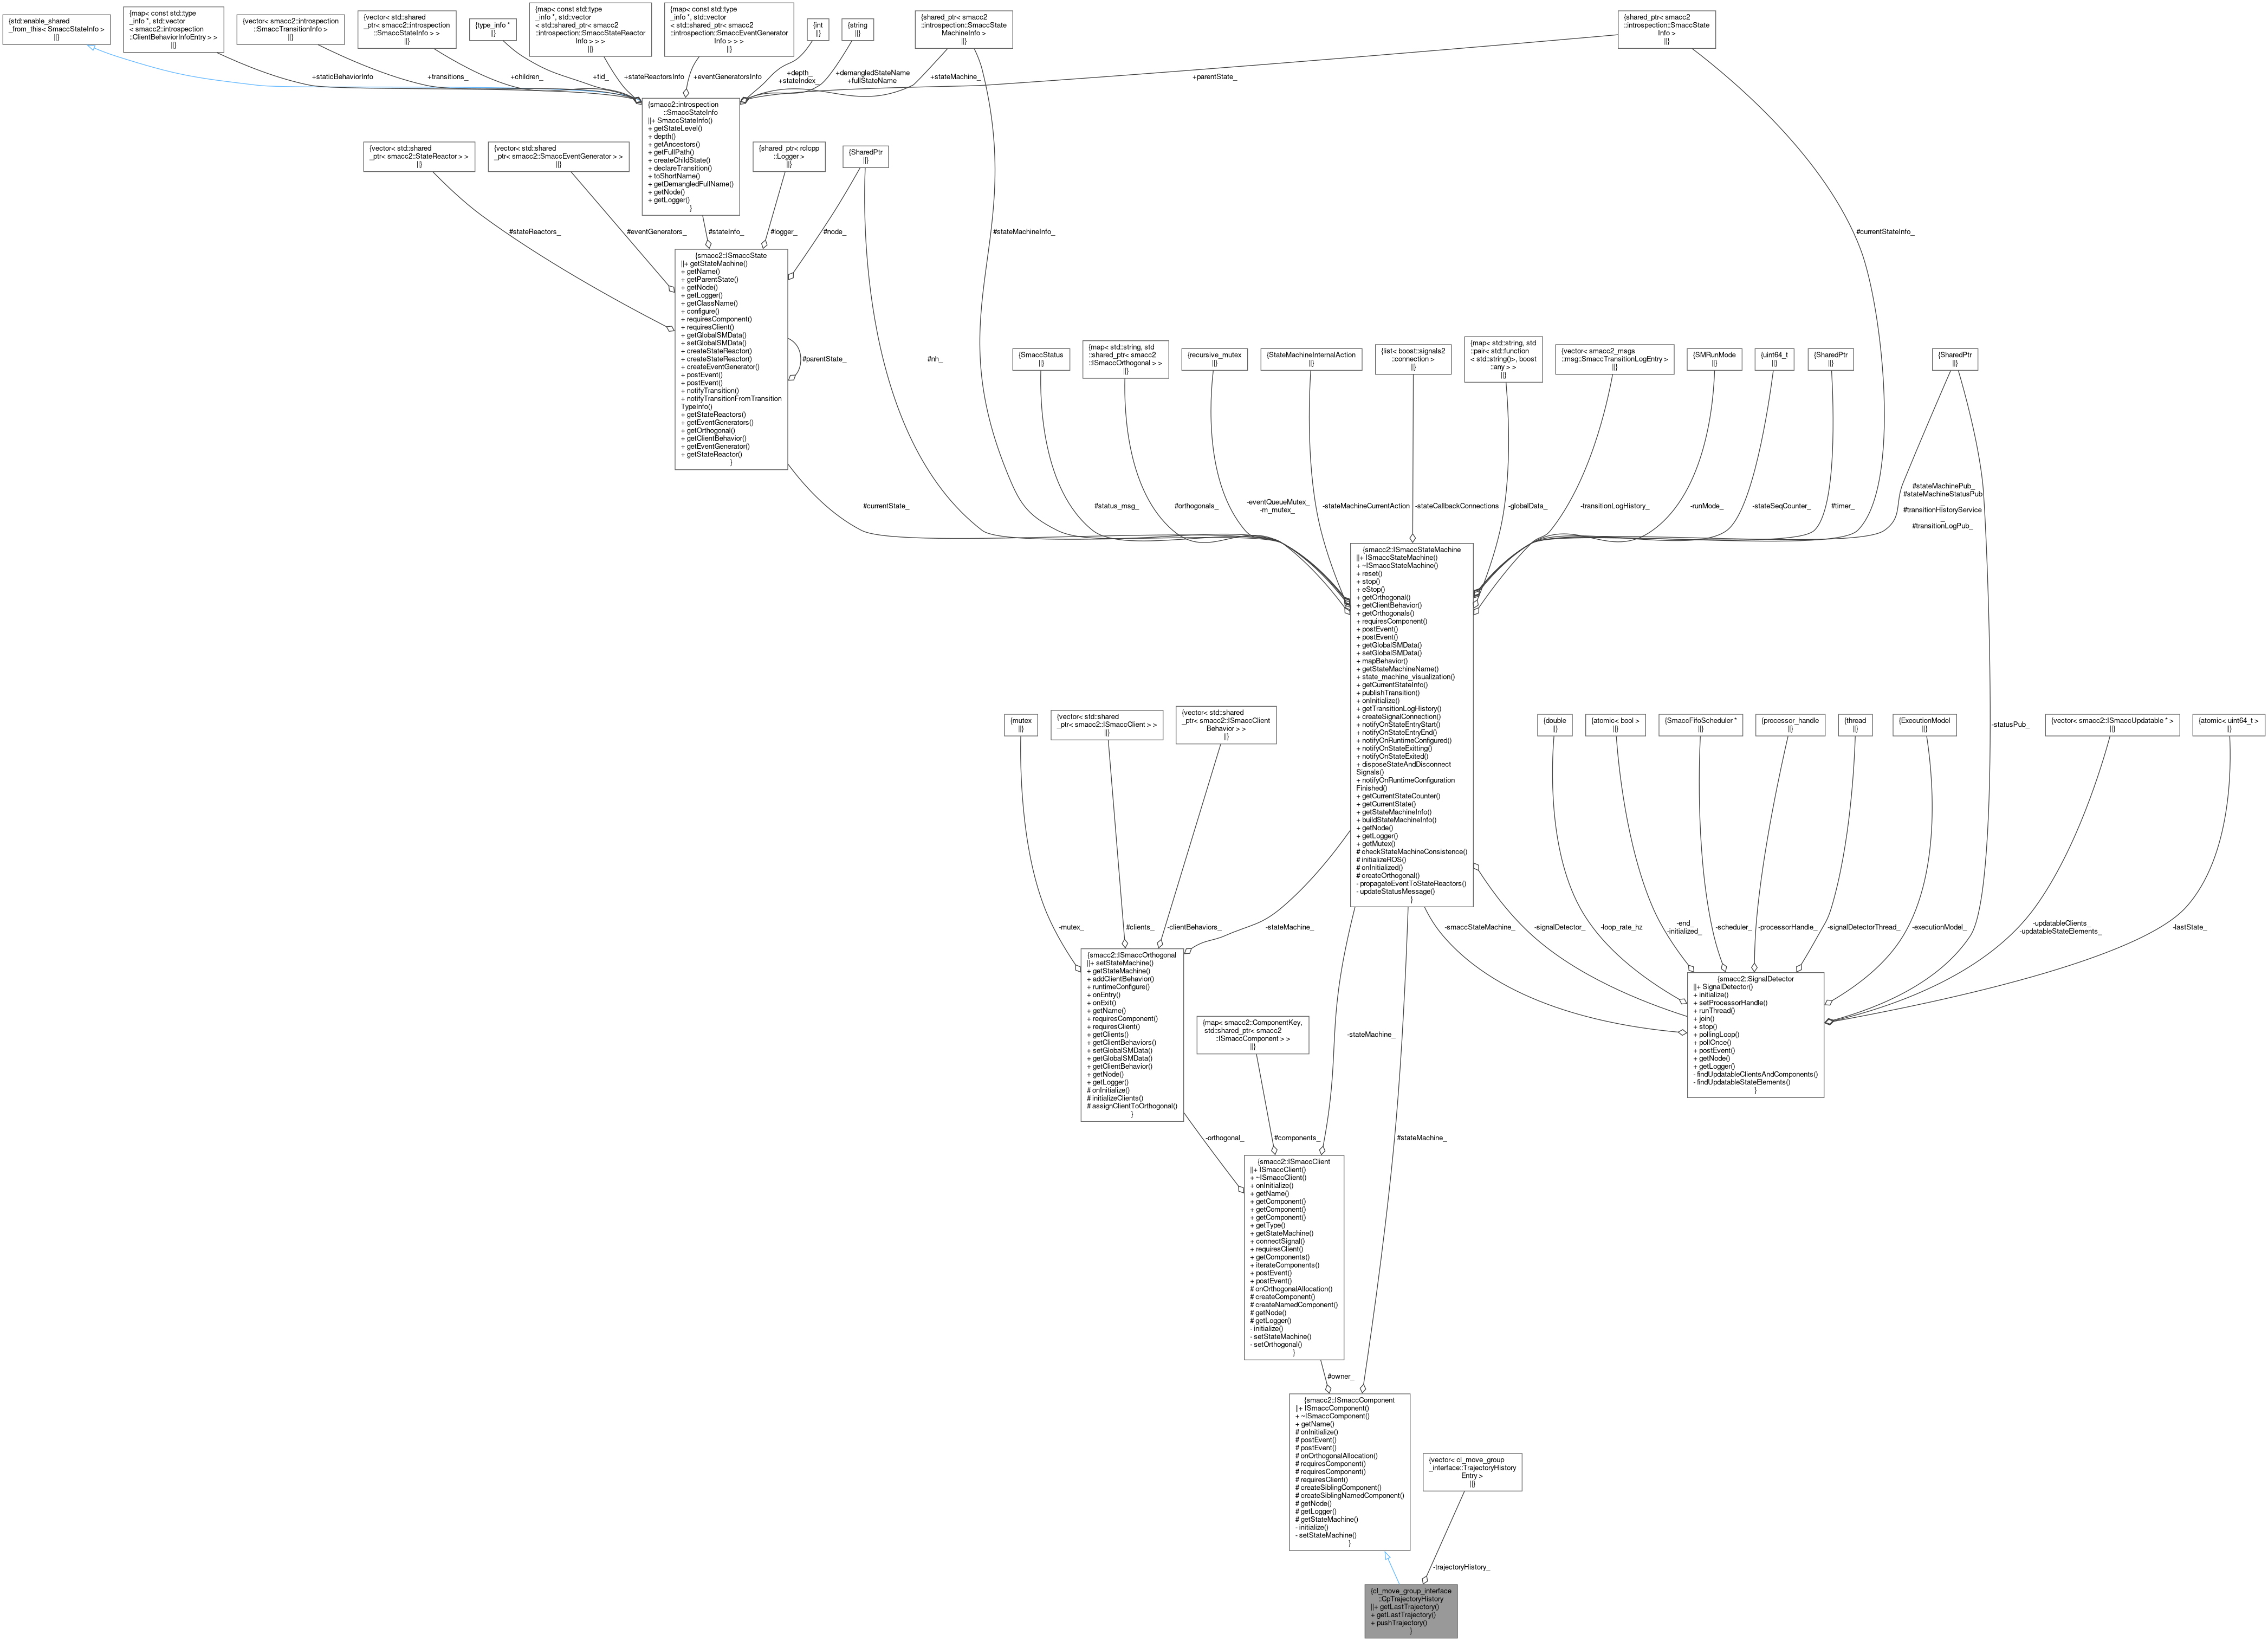 {std::enable_shared
_from_this< SmaccStateInfo >
||}
{map< const std::type
_info *, std::vector
< smacc2::introspection
::ClientBehaviorInfoEntry > >
||}
{vector< smacc2::introspection
::SmaccTransitionInfo >
||}
{vector< std::shared
_ptr< smacc2::introspection
::SmaccStateInfo > >
||}
{type_info *
||}
{map< const std::type
_info *, std::vector
< std::shared_ptr< smacc2
::introspection::SmaccStateReactor
Info > > >
||}
{map< const std::type
_info *, std::vector
< std::shared_ptr< smacc2
::introspection::SmaccEventGenerator
Info > > >
||}
{int
||}
{string
||}
{shared_ptr< smacc2
::introspection::SmaccState
MachineInfo >
||}
{shared_ptr< smacc2
::introspection::SmaccState
Info >
||}
+staticBehaviorInfo
+transitions_
+children_
+tid_
+stateReactorsInfo
+eventGeneratorsInfo
+depth_
+stateIndex_
+demangledStateName
+fullStateName
+stateMachine_
+parentState_
{smacc2::introspection
::SmaccStateInfo
||+ SmaccStateInfo()
+ getStateLevel()
+ depth()
+ getAncestors()
+ getFullPath()
+ createChildState()
+ declareTransition()
+ toShortName()
+ getDemangledFullName()
+ getNode()
+ getLogger()
}
{vector< std::shared
_ptr< smacc2::StateReactor > >
||}
{vector< std::shared
_ptr< smacc2::SmaccEventGenerator > >
||}
{shared_ptr< rclcpp
::Logger >
||}
{SharedPtr
||}
#stateReactors_
#eventGenerators_
#stateInfo_
#logger_
#node_
#stateMachineInfo_
#currentStateInfo_
{smacc2::ISmaccState
||+ getStateMachine()
+ getName()
+ getParentState()
+ getNode()
+ getLogger()
+ getClassName()
+ configure()
+ requiresComponent()
+ requiresClient()
+ getGlobalSMData()
+ setGlobalSMData()
+ createStateReactor()
+ createStateReactor()
+ createEventGenerator()
+ postEvent()
+ postEvent()
+ notifyTransition()
+ notifyTransitionFromTransition
TypeInfo()
+ getStateReactors()
+ getEventGenerators()
+ getOrthogonal()
+ getClientBehavior()
+ getEventGenerator()
+ getStateReactor()
}
#parentState_
#nh_
{SmaccStatus
||}
{map< std::string, std
::shared_ptr< smacc2
::ISmaccOrthogonal > >
||}
{recursive_mutex
||}
{StateMachineInternalAction
||}
{list< boost::signals2
::connection >
||}
{map< std::string, std
::pair< std::function
< std::string()>, boost
::any > >
||}
{vector< smacc2_msgs
::msg::SmaccTransitionLogEntry >
||}
{SMRunMode
||}
{uint64_t
||}
{SharedPtr
||}
{SharedPtr
||}
#currentState_
#status_msg_
#orthogonals_
-eventQueueMutex_
-m_mutex_
-stateMachineCurrentAction
-stateCallbackConnections
-globalData_
-transitionLogHistory_
-runMode_
-stateSeqCounter_
#timer_
#stateMachinePub_
#stateMachineStatusPub
_
#transitionHistoryService
_
#transitionLogPub_
{smacc2::ISmaccStateMachine
||+ ISmaccStateMachine()
+ ~ISmaccStateMachine()
+ reset()
+ stop()
+ eStop()
+ getOrthogonal()
+ getClientBehavior()
+ getOrthogonals()
+ requiresComponent()
+ postEvent()
+ postEvent()
+ getGlobalSMData()
+ setGlobalSMData()
+ mapBehavior()
+ getStateMachineName()
+ state_machine_visualization()
+ getCurrentStateInfo()
+ publishTransition()
+ onInitialize()
+ getTransitionLogHistory()
+ createSignalConnection()
+ notifyOnStateEntryStart()
+ notifyOnStateEntryEnd()
+ notifyOnRuntimeConfigured()
+ notifyOnStateExitting()
+ notifyOnStateExited()
+ disposeStateAndDisconnect
Signals()
+ notifyOnRuntimeConfiguration
Finished()
+ getCurrentStateCounter()
+ getCurrentState()
+ getStateMachineInfo()
+ buildStateMachineInfo()
+ getNode()
+ getLogger()
+ getMutex()
# checkStateMachineConsistence()
# initializeROS()
# onInitialized()
# createOrthogonal()
- propagateEventToStateReactors()
- updateStatusMessage()
}
{mutex
||}
{vector< std::shared
_ptr< smacc2::ISmaccClient > >
||}
{vector< std::shared
_ptr< smacc2::ISmaccClient
Behavior > >
||}
{double
||}
{atomic< bool >
||}
{SmaccFifoScheduler *
||}
{processor_handle
||}
{thread
||}
{ExecutionModel
||}
-statusPub_
{vector< smacc2::ISmaccUpdatable * >
||}
{atomic< uint64_t >
||}
-mutex_
#clients_
-clientBehaviors_
-stateMachine_
-smaccStateMachine_
-signalDetector_
-loop_rate_hz
-end_
-initialized_
-scheduler_
-processorHandle_
-signalDetectorThread_
-executionModel_
-updatableClients_
-updatableStateElements_
-lastState_
{smacc2::ISmaccOrthogonal
||+ setStateMachine()
+ getStateMachine()
+ addClientBehavior()
+ runtimeConfigure()
+ onEntry()
+ onExit()
+ getName()
+ requiresComponent()
+ requiresClient()
+ getClients()
+ getClientBehaviors()
+ setGlobalSMData()
+ getGlobalSMData()
+ getClientBehavior()
+ getNode()
+ getLogger()
# onInitialize()
# initializeClients()
# assignClientToOrthogonal()
}
{smacc2::SignalDetector
||+ SignalDetector()
+ initialize()
+ setProcessorHandle()
+ runThread()
+ join()
+ stop()
+ pollingLoop()
+ pollOnce()
+ postEvent()
+ getNode()
+ getLogger()
- findUpdatableClientsAndComponents()
- findUpdatableStateElements()
}
{map< smacc2::ComponentKey,
std::shared_ptr< smacc2
::ISmaccComponent > >
||}
-stateMachine_
-orthogonal_
#components_
#stateMachine_
{smacc2::ISmaccClient
||+ ISmaccClient()
+ ~ISmaccClient()
+ onInitialize()
+ getName()
+ getComponent()
+ getComponent()
+ getComponent()
+ getType()
+ getStateMachine()
+ connectSignal()
+ requiresClient()
+ getComponents()
+ iterateComponents()
+ postEvent()
+ postEvent()
# onOrthogonalAllocation()
# createComponent()
# createNamedComponent()
# getNode()
# getLogger()
- initialize()
- setStateMachine()
- setOrthogonal()
}
#owner_
{smacc2::ISmaccComponent
||+ ISmaccComponent()
+ ~ISmaccComponent()
+ getName()
# onInitialize()
# postEvent()
# postEvent()
# onOrthogonalAllocation()
# requiresComponent()
# requiresComponent()
# requiresClient()
# createSiblingComponent()
# createSiblingNamedComponent()
# getNode()
# getLogger()
# getStateMachine()
- initialize()
- setStateMachine()
}
{vector< cl_move_group
_interface::TrajectoryHistory
Entry >
||}
-trajectoryHistory_
{cl_move_group_interface
::CpTrajectoryHistory
||+ getLastTrajectory()
+ getLastTrajectory()
+ pushTrajectory()
}